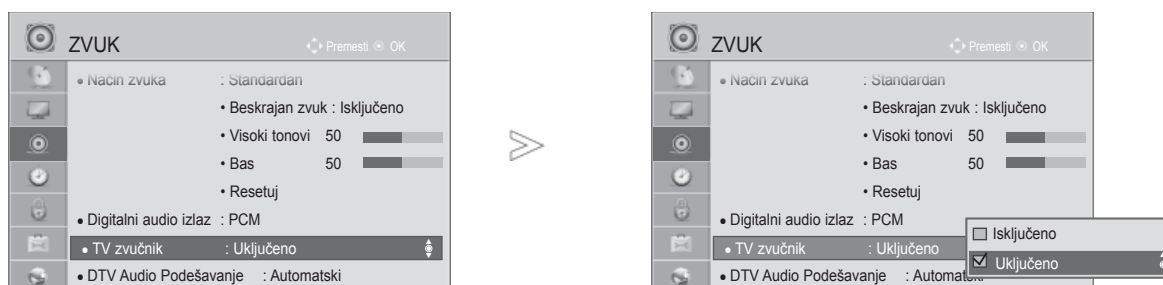 ZVUK
Premesti OK
• Način zvuka : Standardan
• Beskrajan zvuk : Isključeno
• Visoki tonovi 50
• Bas 50
• Resetuj
• Digitalni audio izlaz : PCM
• TV zvučnik : Uključeno
• DTV Audio Podešavanje : Automatski
ZVUK
Premesti OK
• Način zvuka : Standardan
• Beskrajan zvuk : Isključeno
• Visoki tonovi 50
• Bas 50
• Resetuj
• Digitalni audio izlaz : PCM
• TV zvučnik : Uključeno
• DTV Audio Podešavanje : Automatski
Isključeno
Uključeno